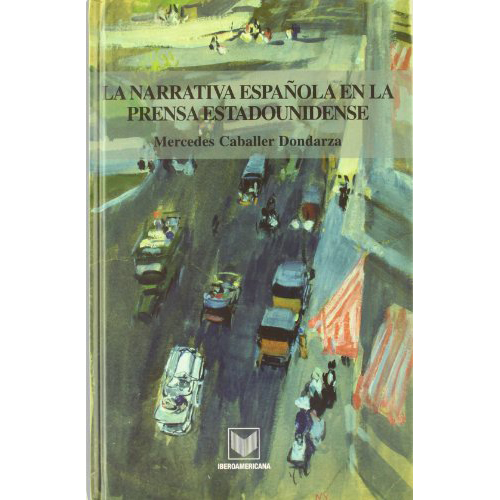 LA NARRATIVA ESPAÑOLA EN LA
PRENSA ESTADOUNIDENSE
Mercedes Caballer Dondarza
IBEROAMERICANA